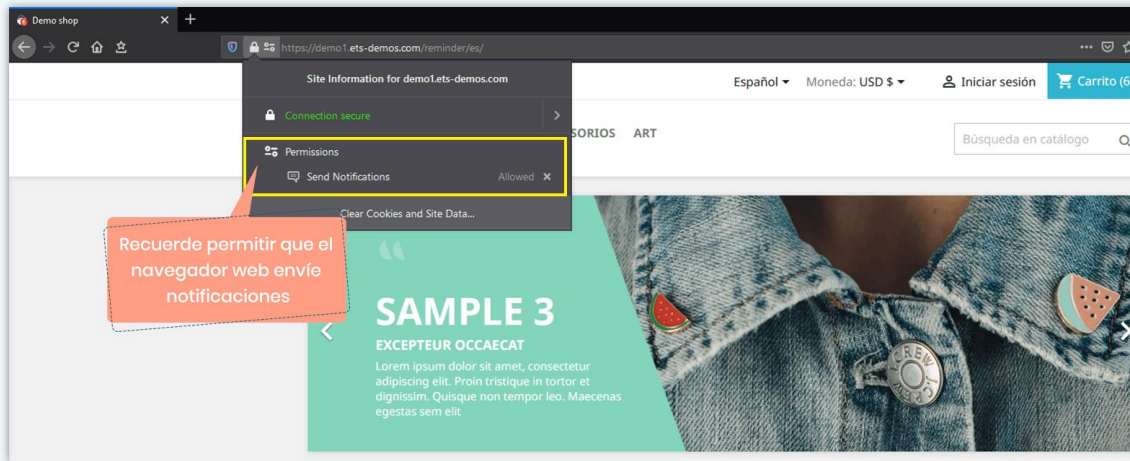 Demo shop
https://demo1.ets-demos.com/reminder/es/
Site Information for demo1.ets-demos.com
Connection secure
Permissions
Send Notifications Allowed
Clear Cookies and Site Data...
Español Moneda: USD $ Iniciar sesión Carrito (6
SORIOS ART
Búsqueda en catálogo
Recuerde permitir que el
navegador web envíe
notificaciones
SAMPLE 3
EXCEPTEUR OCCAECAT
Lorem ipsum dolor sit amet, consectetur
adipiscing elit. Proin tristique in tortor et
dignissim. Quisque non tempor leo. Maecenas
egestas sem elit
J.CREW